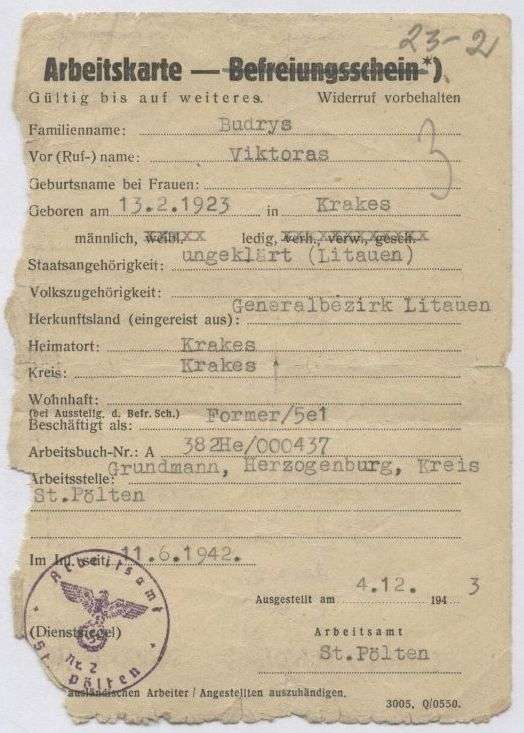 23-2
Arbeitskarte — Befreiungsschein*)
Gültig bis auf weiteres. Widerruf vorbehalten
3
Familienname: Budrys
Vor (Ruf-) name: Viktoras
Geburtsname bei Frauen:
Geboren am 13.2.1923 in Krakes
männlich, weibl. ledig, verh., verw., gesch.
Staatsangehörigkeit: ungeklärt (Litauen)
Volkszugehörigkeit:
Herkunftsland (eingereist aus): Generalbezirk Litauen
Heimatort: Krakes
Kreis: Krakes
Wohnhaft:
(bei Ausstellg. d. Befr. Sch.)
Beschäftigt als: Former/5e1
Arbeitsbuch-Nr.: A 382He/000437
Arbeitsstelle: Grundmann, Herzogenburg, Kreis
St.Pölten
Im In. seit: 11.6.1942.
Ausgestellt am 4.12. 194 3
(Dienstsiegel)
Arbeitsamt
St. Pölten
Nr. 2
Arbeitsamt
St.Pölten
ausländischen Arbeiter / Angestellten auszuhändigen.
3005. Q/0550.